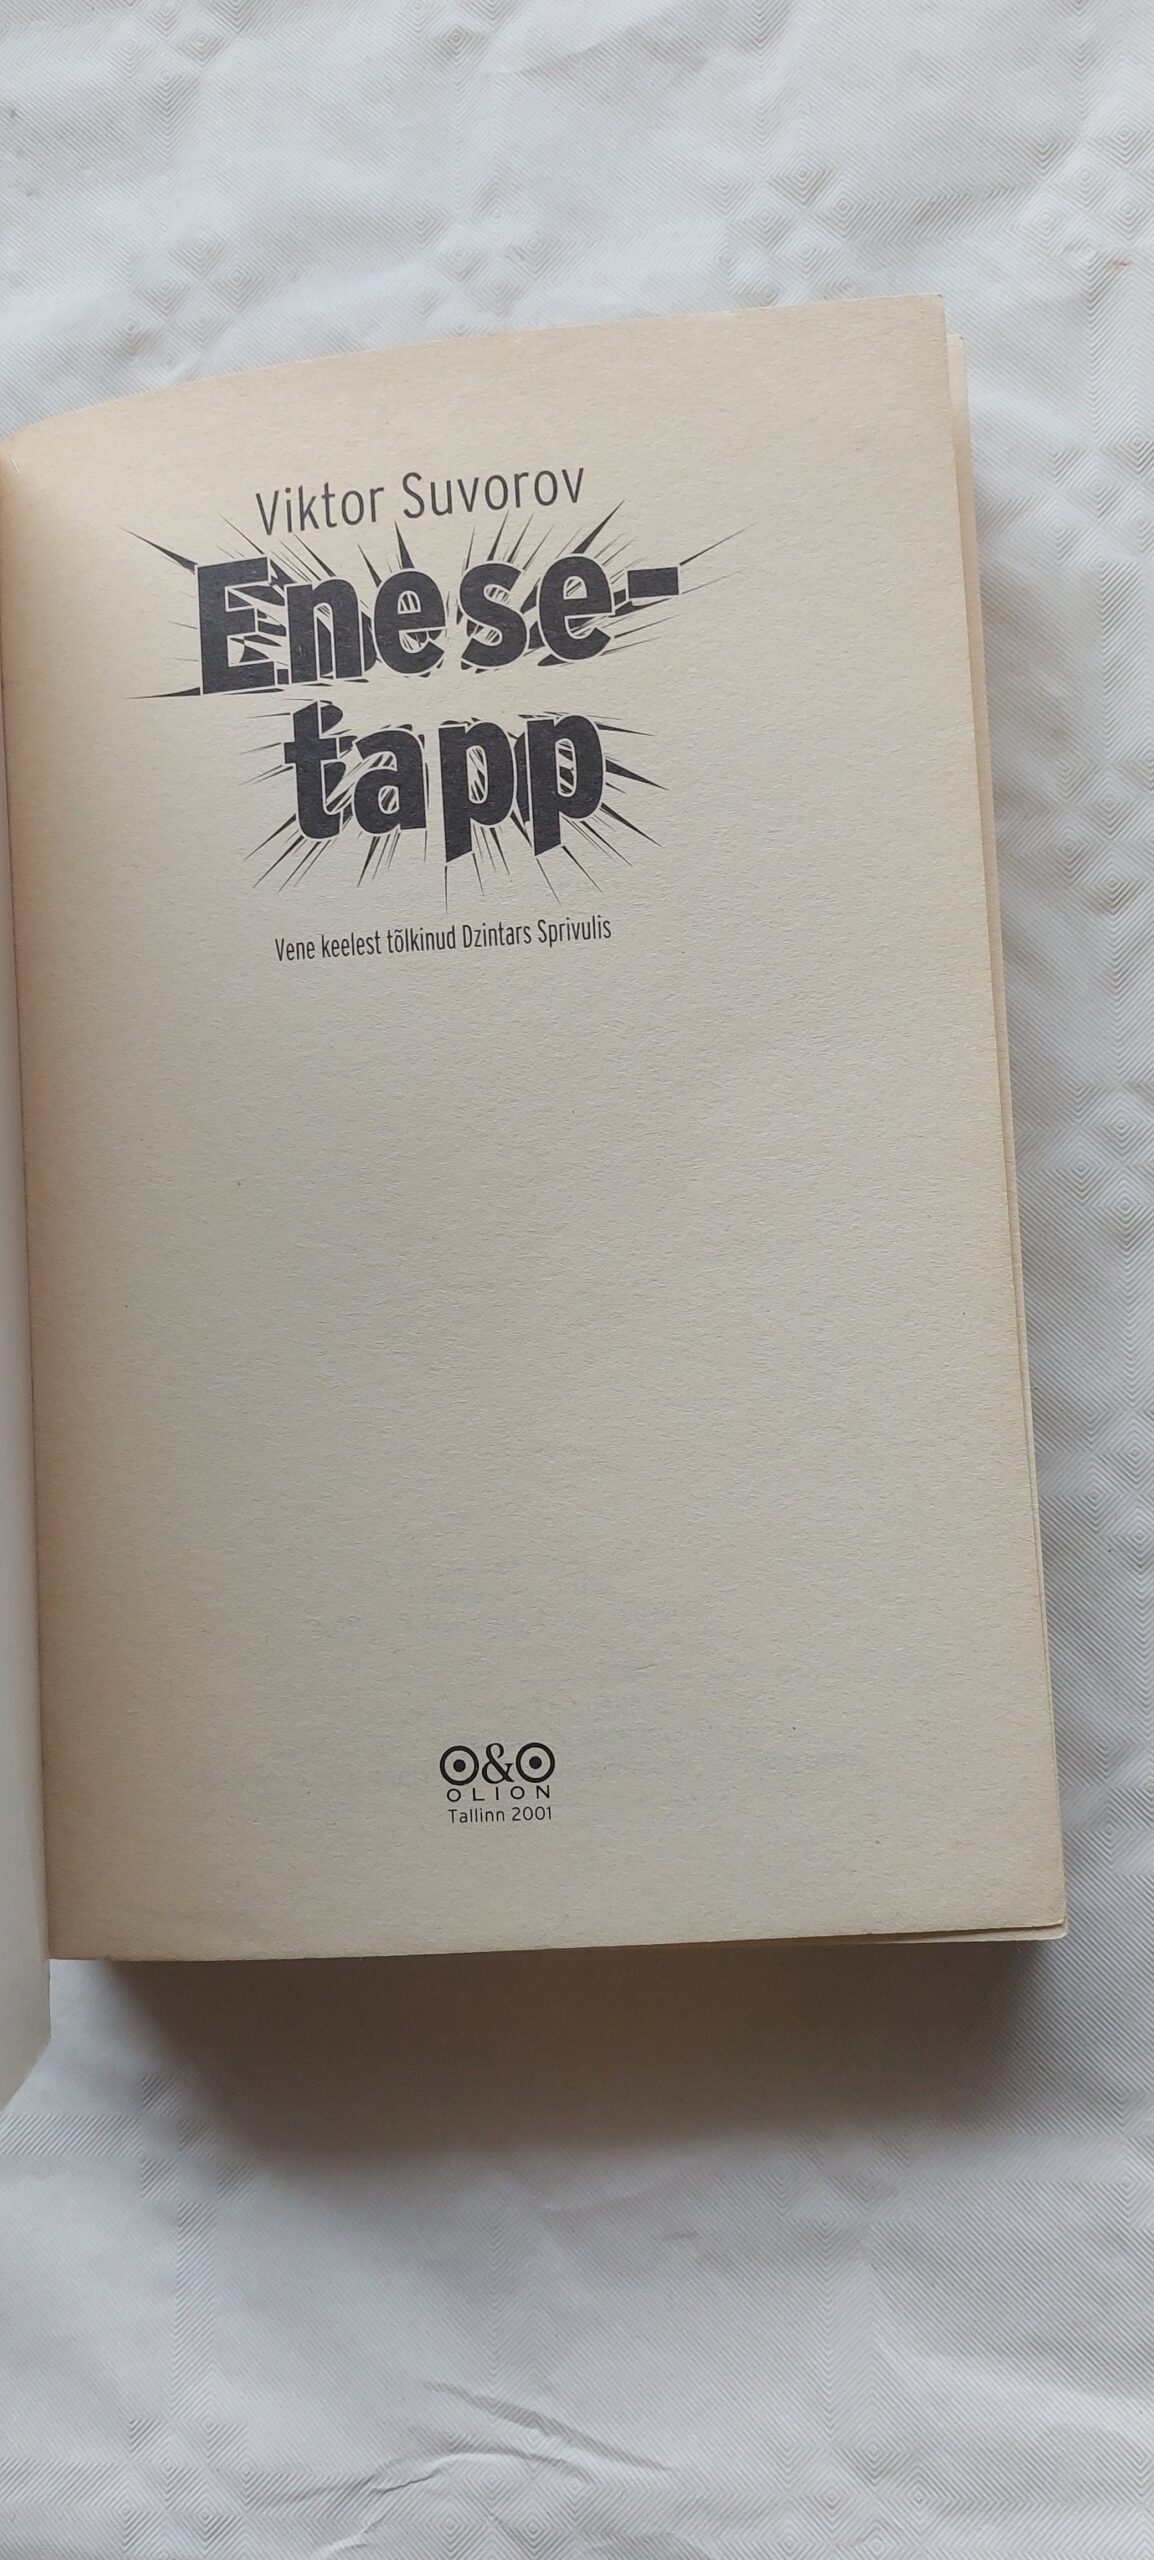 Viktor Suvorov
Enese-
tapp
Vene keelest tõlkinud Dzintars Sprivulis
O&O
OLION
Tallinn 2001